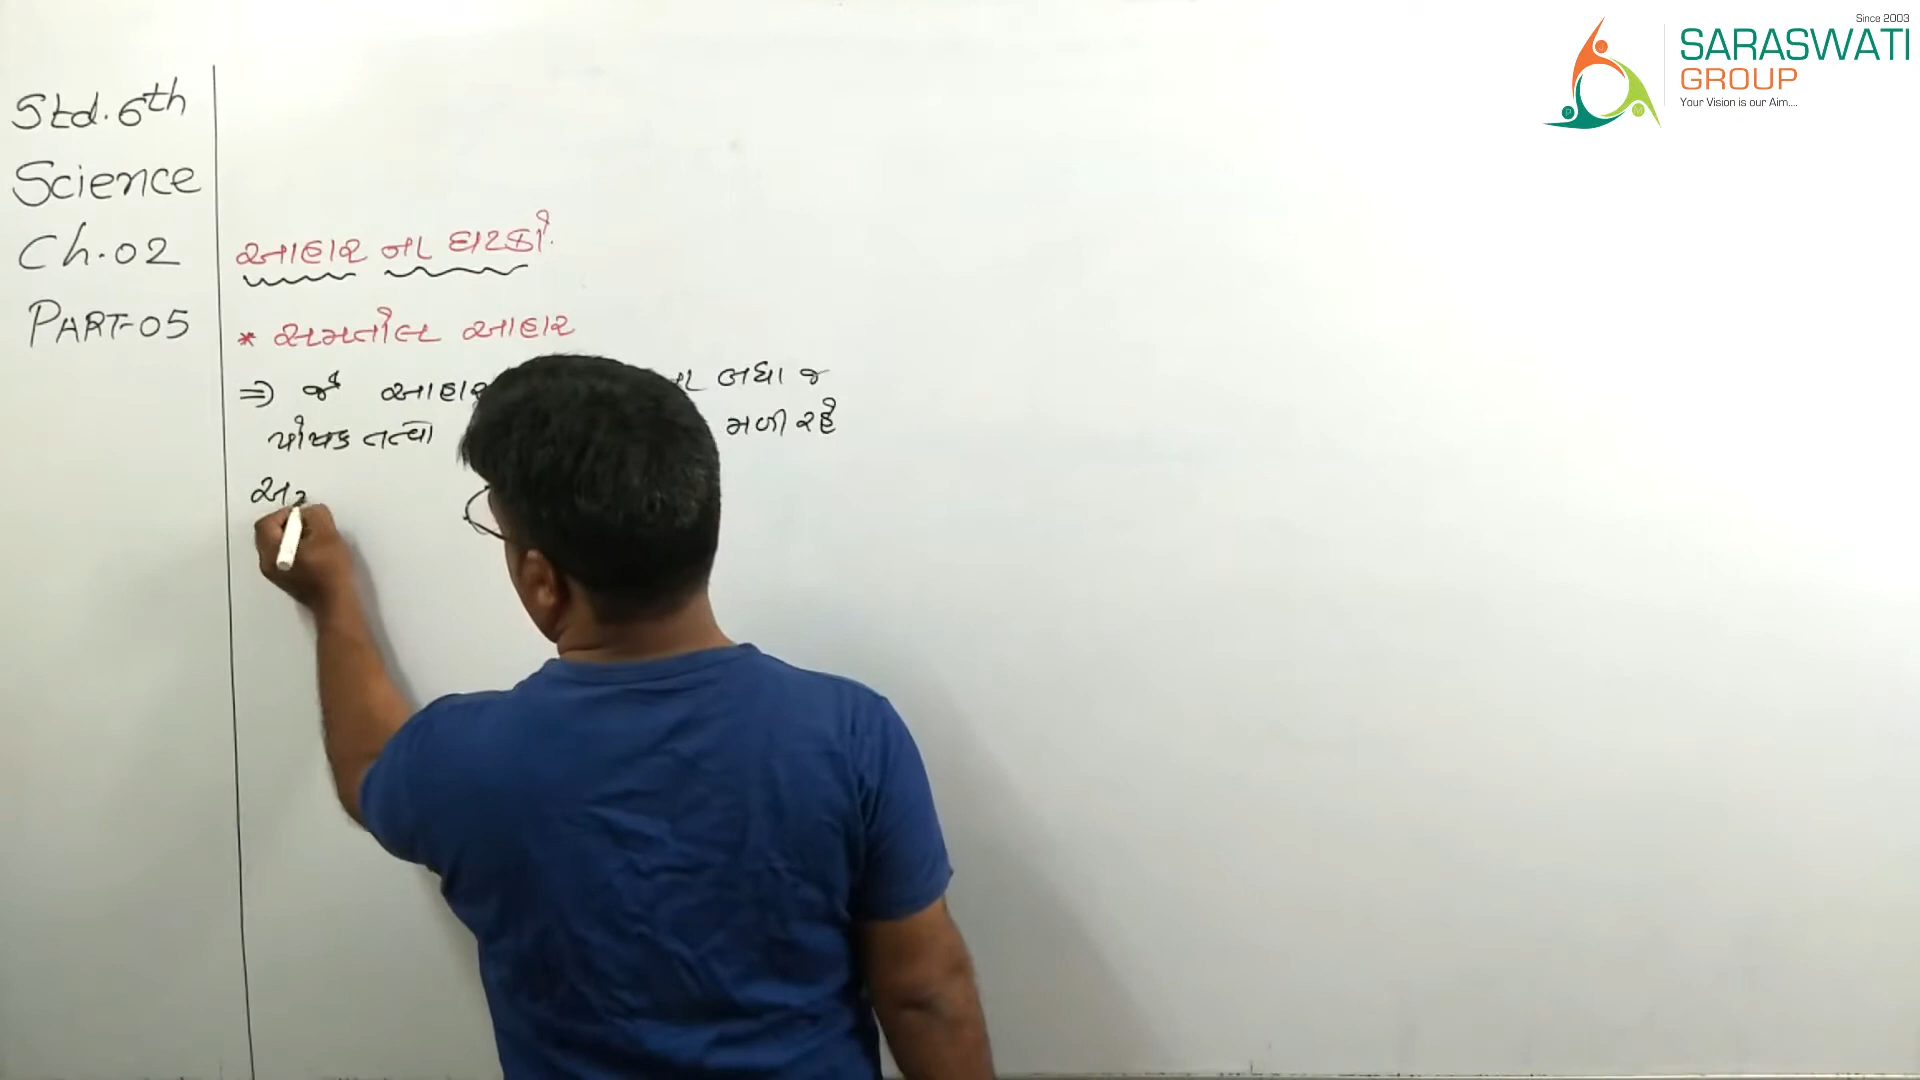 Std. 6th
Science
Ch. 02
PART-05
આહાર ના ઘટકો.
* સમતોલ આહાર
⇒ જે આહાર બધા જ
પોષક તત્વો મળી રહે
Since 2003
SARASWATI
GROUP
Your Vision is our Aim....